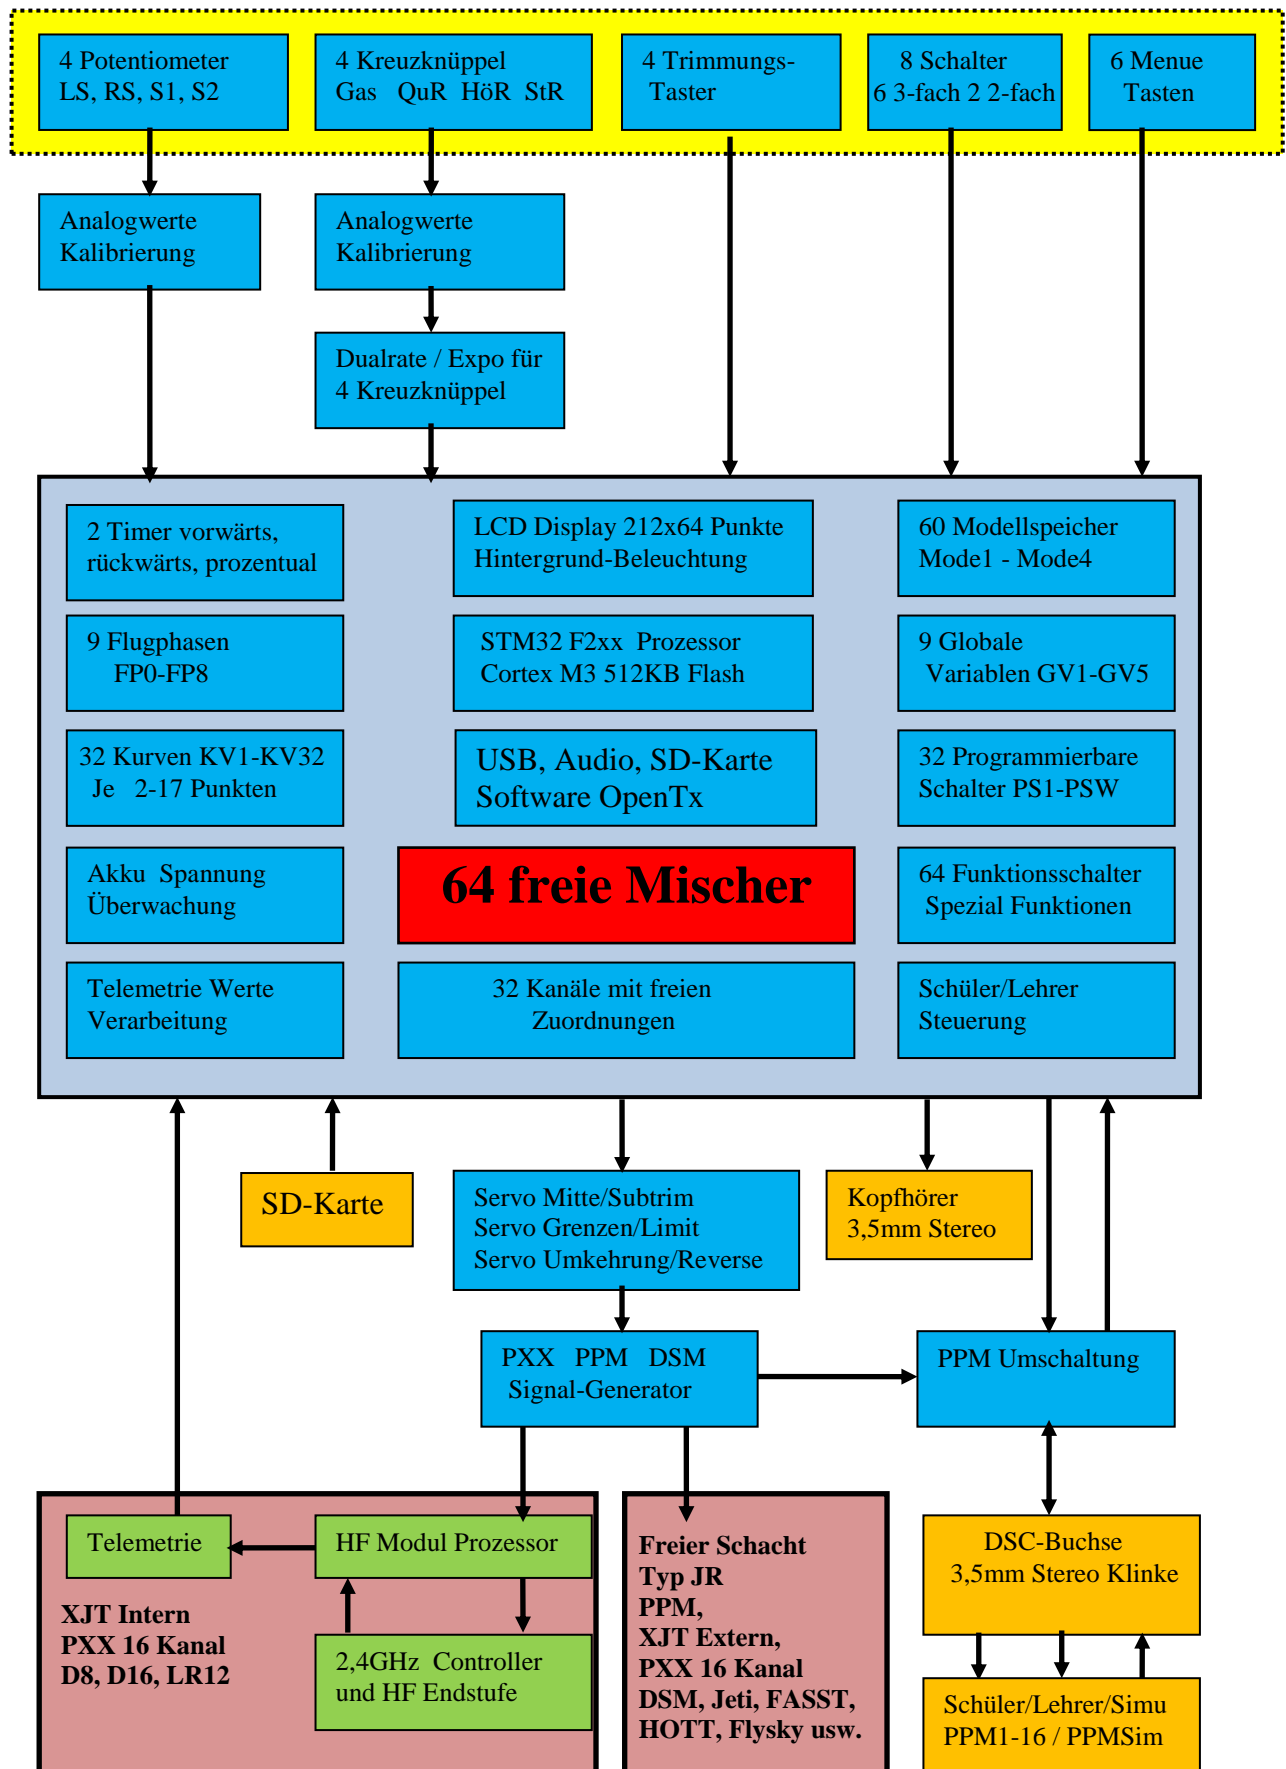 4 Potentiometer
LS, RS, S1, S2
4 Kreuzknüppel
Gas QuR HöR StR
4 Trimmungs-
Taster
8 Schalter
6 3-fach 2 2-fach
6 Menue
Tasten
Analogwerte
Kalibrierung
Analogwerte
Kalibrierung
Dualrate / Expo für
4 Kreuzknüppel
2 Timer vorwärts,
rückwärts, prozentual
LCD Display 212x64 Punkte
Hintergrund-Beleuchtung
60 Modellspeicher
Mode1 - Mode4
9 Flugphasen
FP0-FP8
STM32 F2xx Prozessor
Cortex M3 512KB Flash
9 Globale
Variablen GV1-GV5
32 Kurven KV1-KV32
Je 2-17 Punkten
USB, Audio, SD-Karte
Software OpenTx
32 Programmierbare
Schalter PS1-PSW
Akku Spannung
Überwachung
64 freie Mischer
64 Funktionsschalter
Spezial Funktionen
Telemetrie Werte
Verarbeitung
32 Kanäle mit freien
Zuordnungen
Schüler/Lehrer
Steuerung
SD-Karte
Servo Mitte/Subtrim
Servo Grenzen/Limit
Servo Umkehrung/Reverse
Kopfhörer
3,5mm Stereo
PXX PPM DSM
Signal-Generator
PPM Umschaltung
Telemetrie
HF Modul Prozessor
XJT Intern
PXX 16 Kanal
D8, D16, LR12
2,4GHz Controller
und HF Endstufe
Freier Schacht
Typ JR
PPM,
XJT Extern,
PXX 16 Kanal
DSM, Jeti, FASST,
HOTT, Flysky usw.
DSC-Buchse
3,5mm Stereo Klinke
Schüler/Lehrer/Simu
PPM1-16 / PPMSim